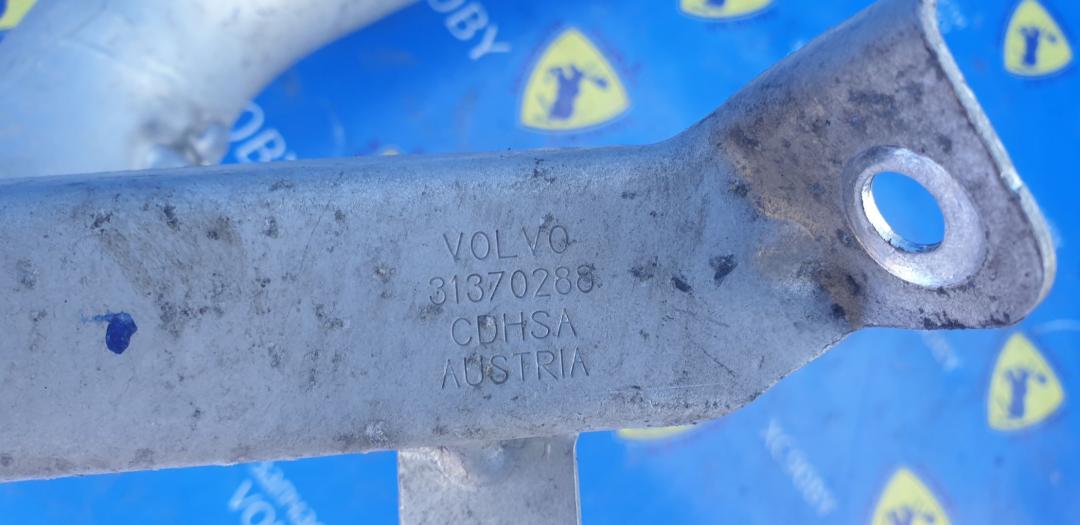 VOLVO
31370288
CDHSA
AUSTRIA